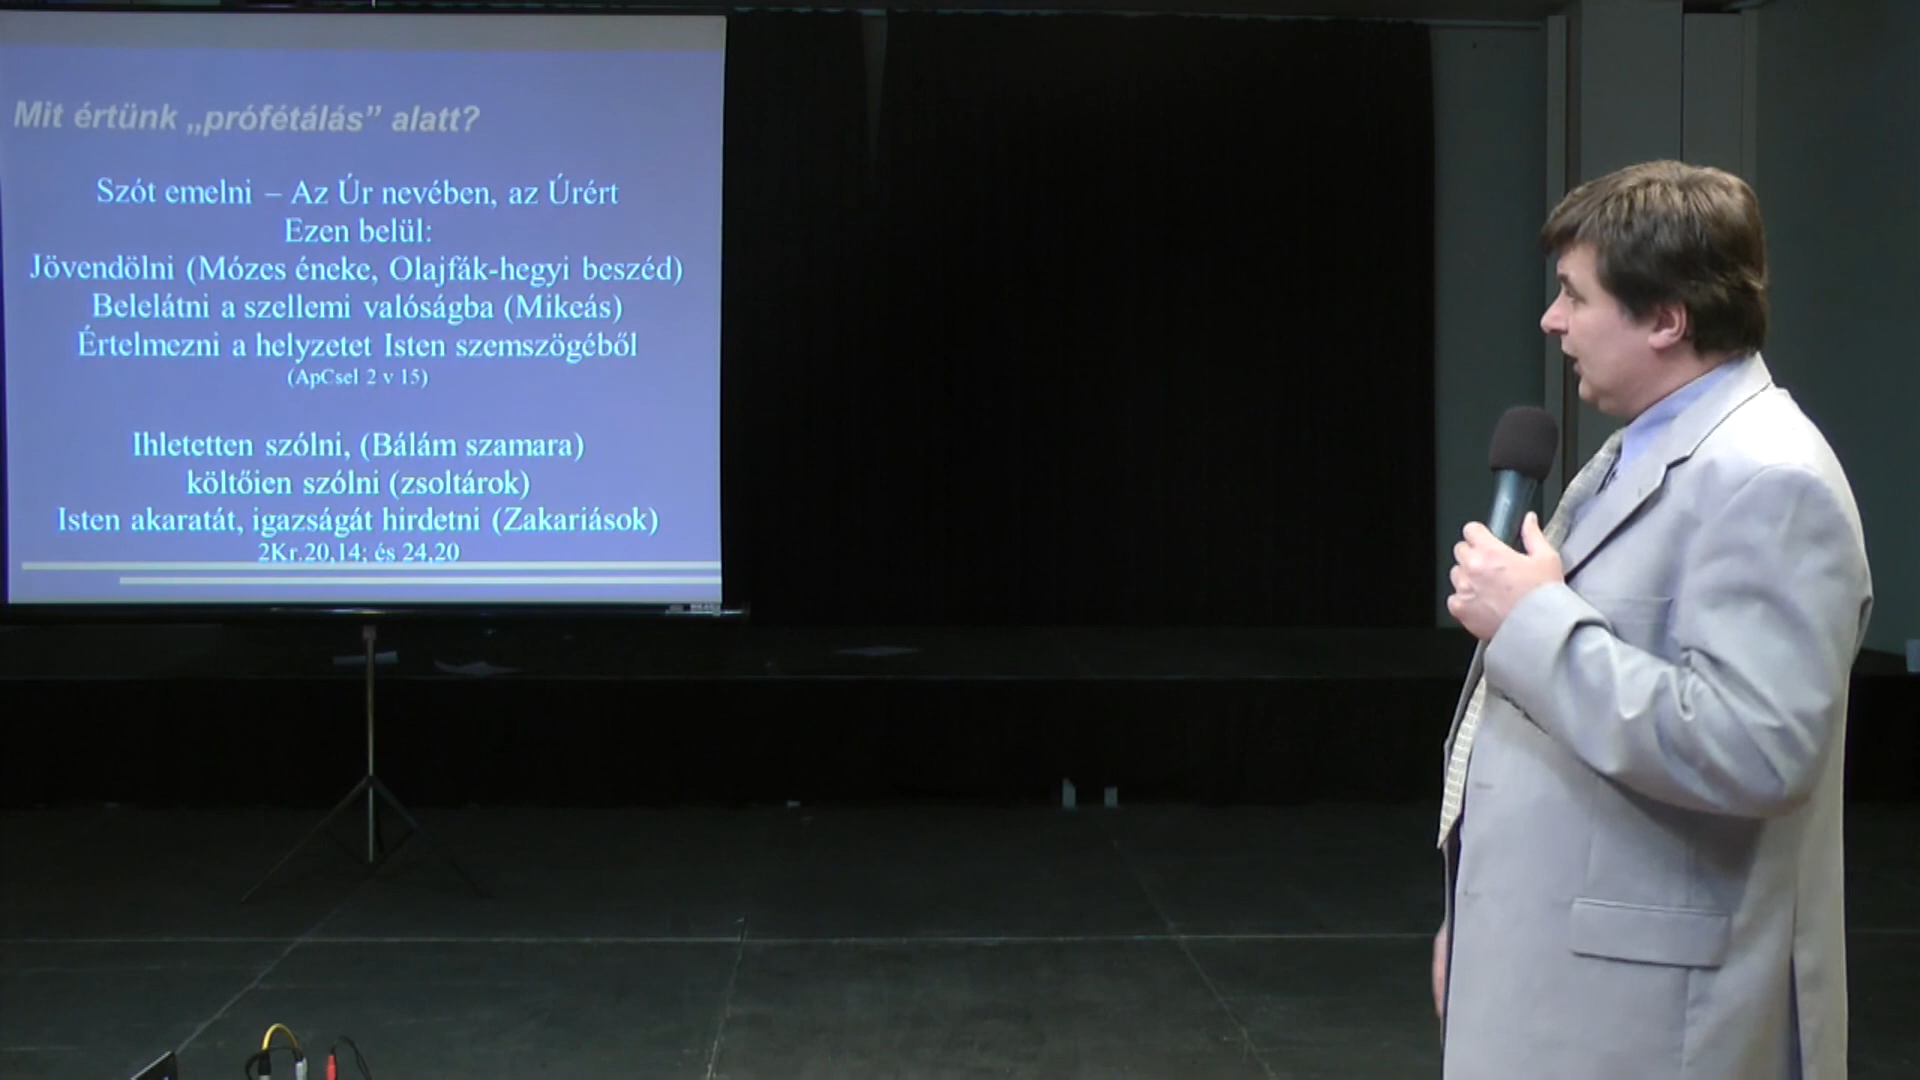 Mit értünk „prófétálás” alatt?
Szót emelni – Az Úr nevében, az Úrért
Ezen belül:
Jövendölni (Mózes éneke, Olajfák-hegyi beszéd)
Belelátni a szellemi valóságba (Mikeás)
Értelmezni a helyzetet Isten szemszögéből
(ApCsel 2 v 15)
Ihletetten szólni, (Bálám szamara)
költőien szólni (zsoltárok)
Isten akaratát, igazságát hirdetni (Zakariások)
2Kr.20,14; és 24,20